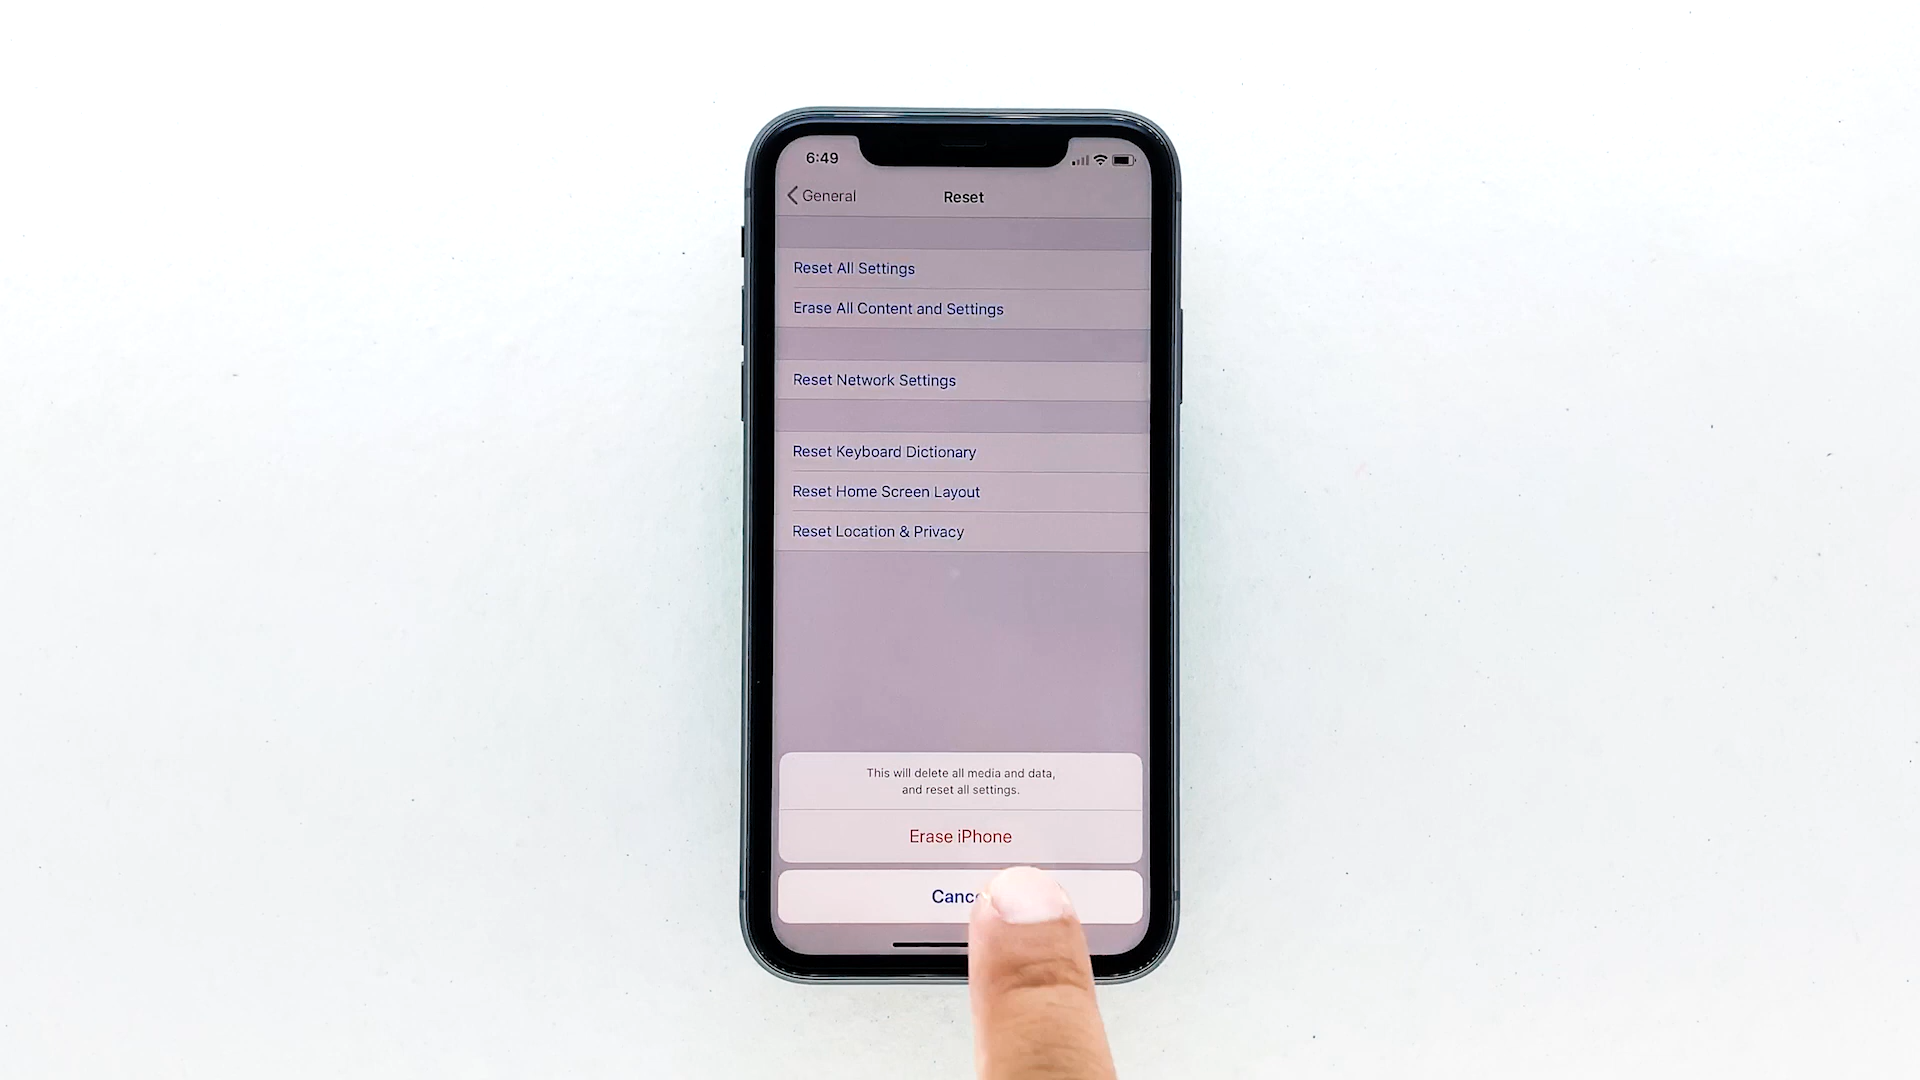 6:49
General
Reset
Reset All Settings
Erase All Content and Settings
Reset Network Settings
Reset Keyboard Dictionary
Reset Home Screen Layout
Reset Location & Privacy
This will delete all media and data,
and reset all settings.
Erase iPhone